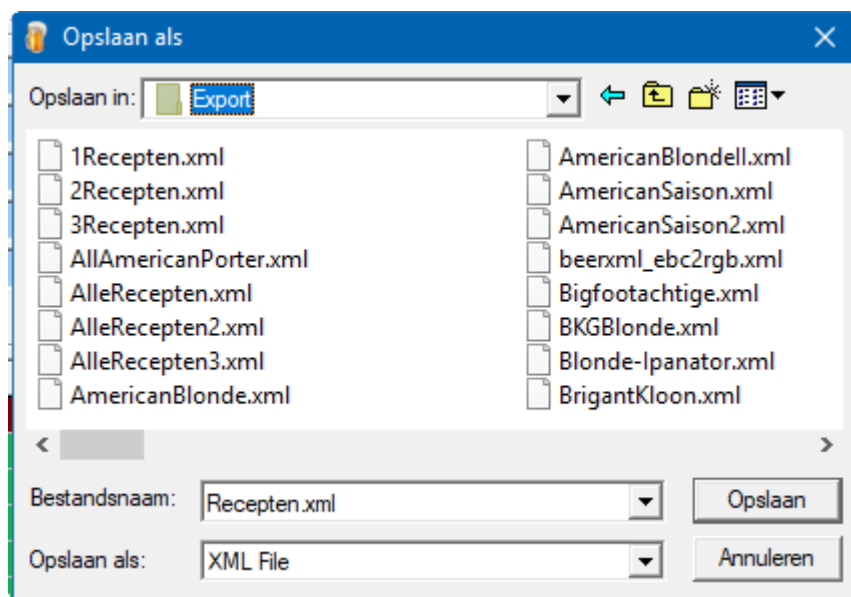 Opslaan als
Opslaan in: Export
1Recepten.xml
2Recepten.xml
3Recepten.xml
AllAmericanPorter.xml
AlleRecepten.xml
AlleRecepten2.xml
AlleRecepten3.xml
AmericanBlonde.xml
AmericanBlondeII.xml
AmericanSaison.xml
AmericanSaison2.xml
beerxml_ebc2rgb.xml
Bigfootachtige.xml
BKGBlonde.xml
Blonde-Ipanator.xml
BrigantKloon.xml
Bestandsnaam: Recepten.xml Opslaan
Opslaan als: XML File Annuleren